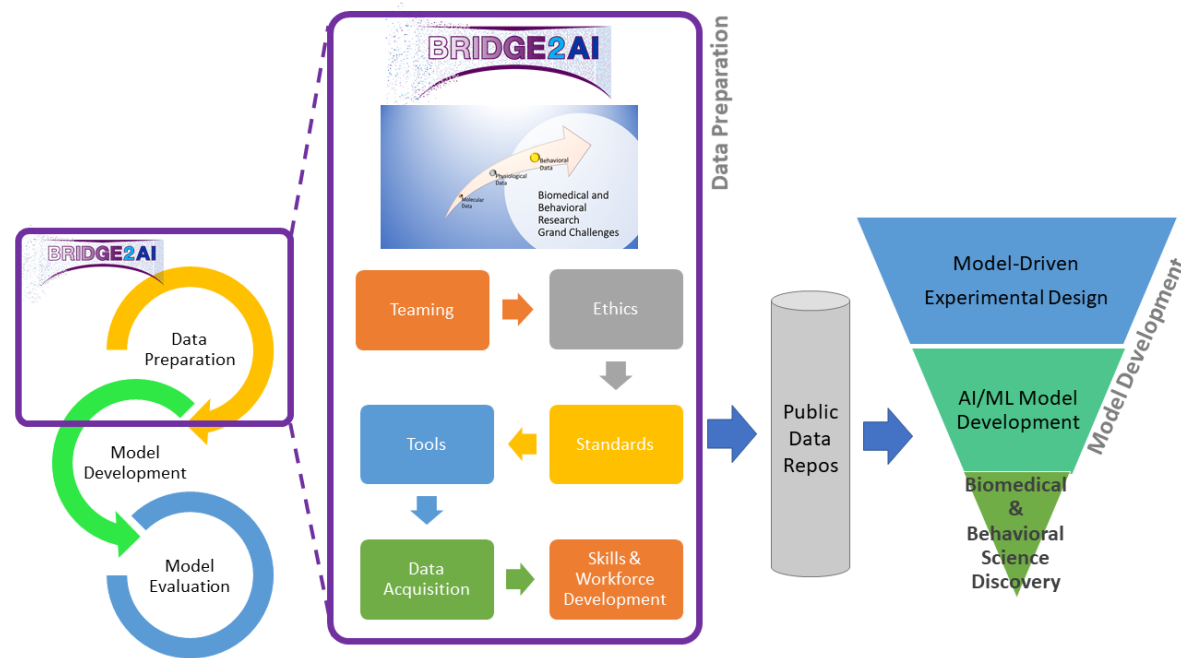 BRIDGE2AI
Data
Preparation
Model
Development
Model
Evaluation
BRIDGE2AI
Behavioral
Data
Physiological
Data
Molecular
Data
Biomedical and
Behavioral
Research
Grand Challenges
Teaming
Ethics
Tools
Standards
Data
Acquisition
Skills &
Workforce
Development
Data Preparation
Public
Data
Repos
Model-Driven
Experimental Design
AI/ML Model
Development
Biomedical
&
Behavioral
Science
Discovery
Model Development